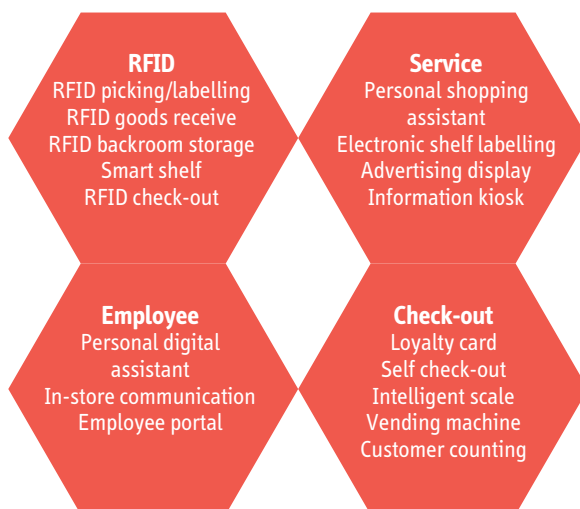 RFID
RFID picking/labelling
RFID goods receive
RFID backroom storage
Smart shelf
RFID check-out
Service
Personal shopping
assistant
Electronic shelf labelling
Advertising display
Information kiosk
Employee
Personal digital
assistant
In-store communication
Employee portal
Check-out
Loyalty card
Self check-out
Intelligent scale
Vending machine
Customer counting